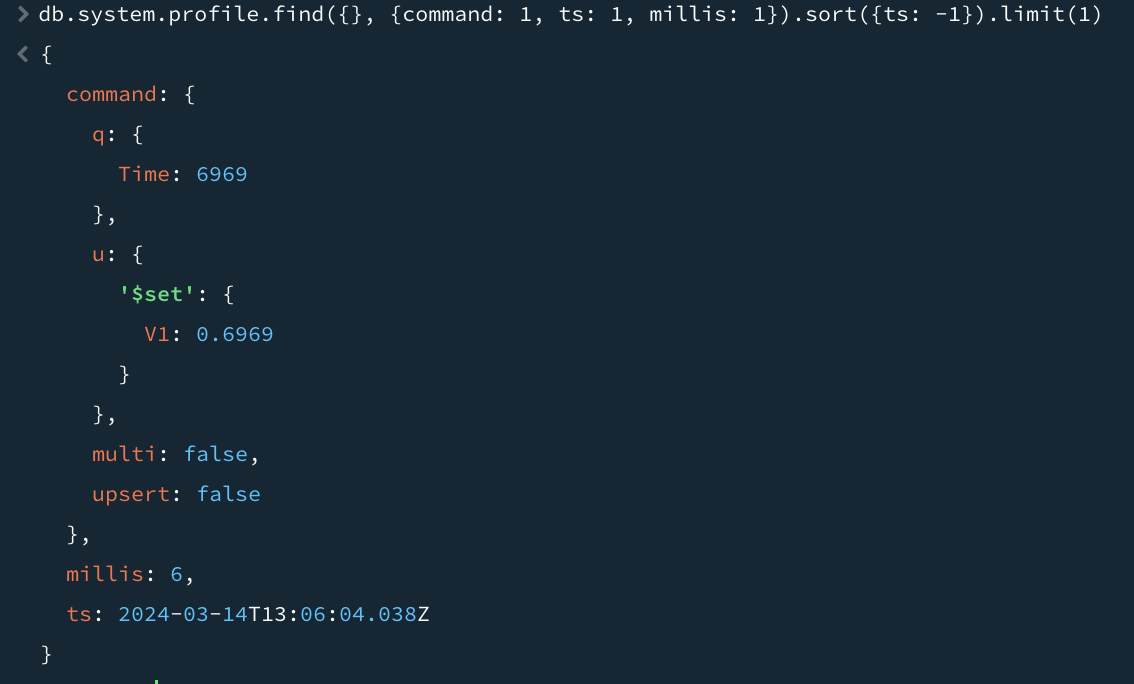 > db.system.profile.find({}, {command: 1, ts: 1, millis: 1}).sort({ts: -1}).limit(1)
< {
    command: {
      q: {
        Time: 6969
      },
      u: {
        '$set': {
          V1: 0.6969
        }
      },
      multi: false,
      upsert: false
    },
    millis: 6,
    ts: 2024-03-14T13:06:04.038Z
  }